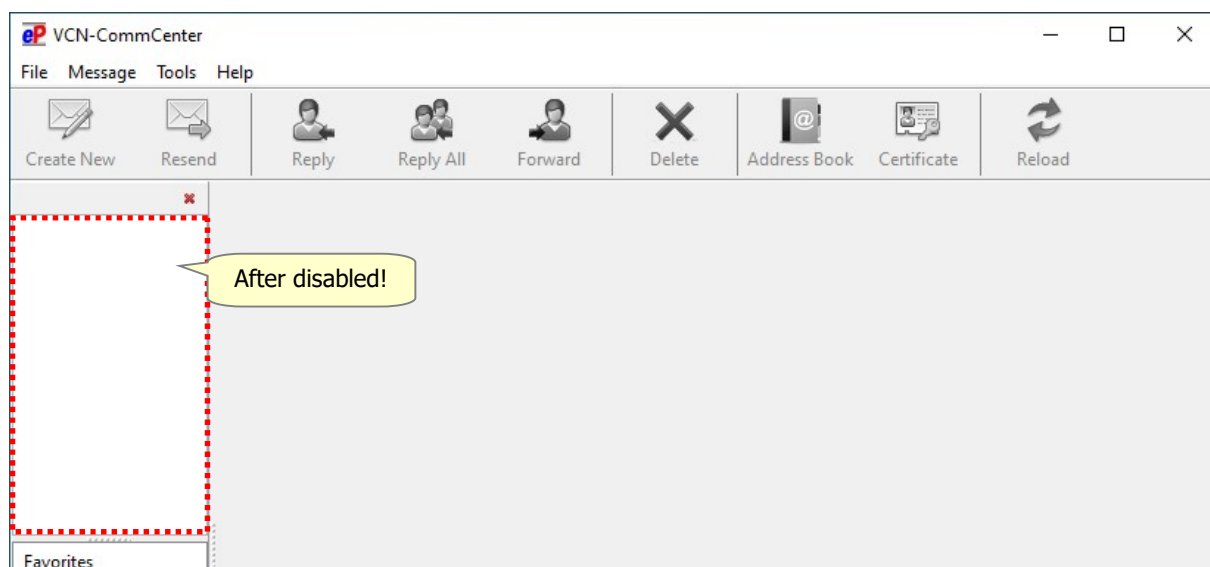 eP VCN-CommCenter
File Message Tools Help
Create New Resend Reply Reply All Forward Delete Address Book Certificate Reload
After disabled!
Favorites